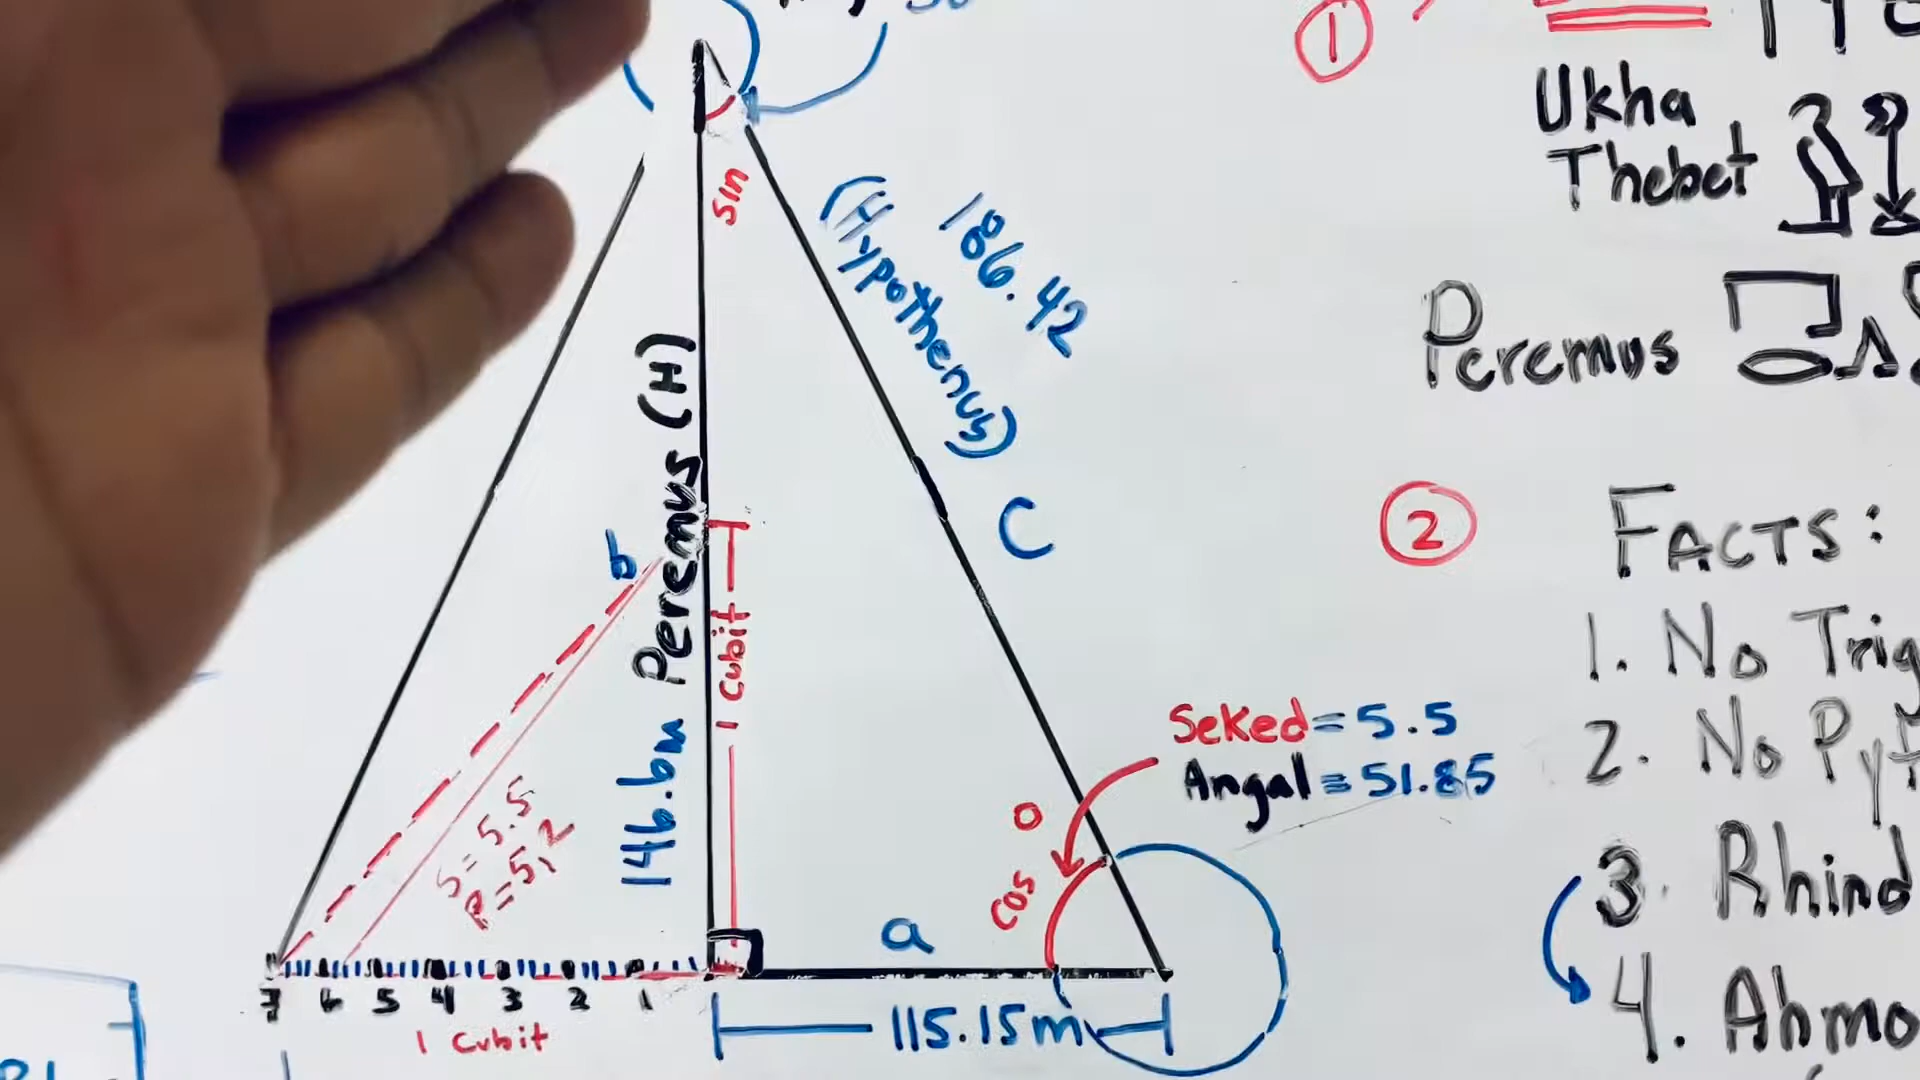 1
Ukha
Thebet
Peremus
sin
186.42
(Hypothenus)
C
b
Peremus (H)
146.6m
1 Cubit
2
FACTS:
1. No Trig
2. No Pyt
3. Rhind
4. Ahmo
Seked = 5.5
Angal = 51.85
S = 5.5
P = 5,2
o
cos
a
7 6 5 4 3 2 1
1 Cubit
115.15m